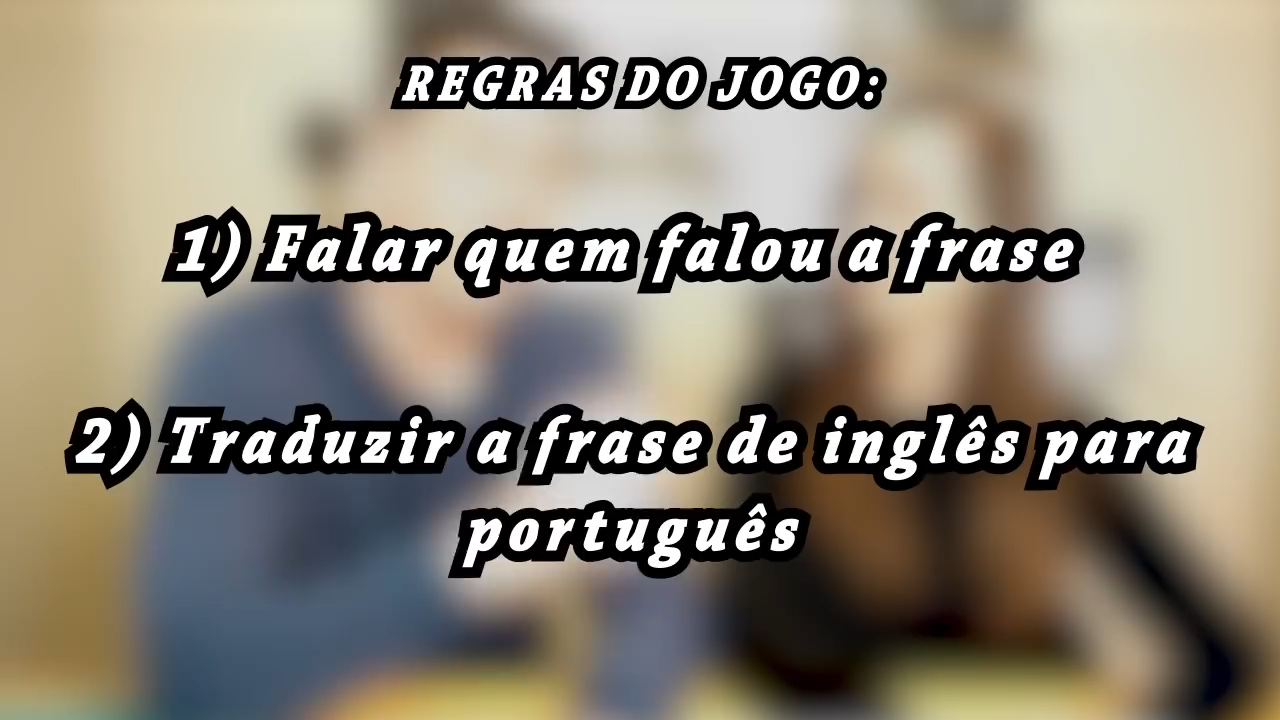 REGRAS DO JOGO:
1) Falar quem falou a frase
2) Traduzir a frase de inglês para
português